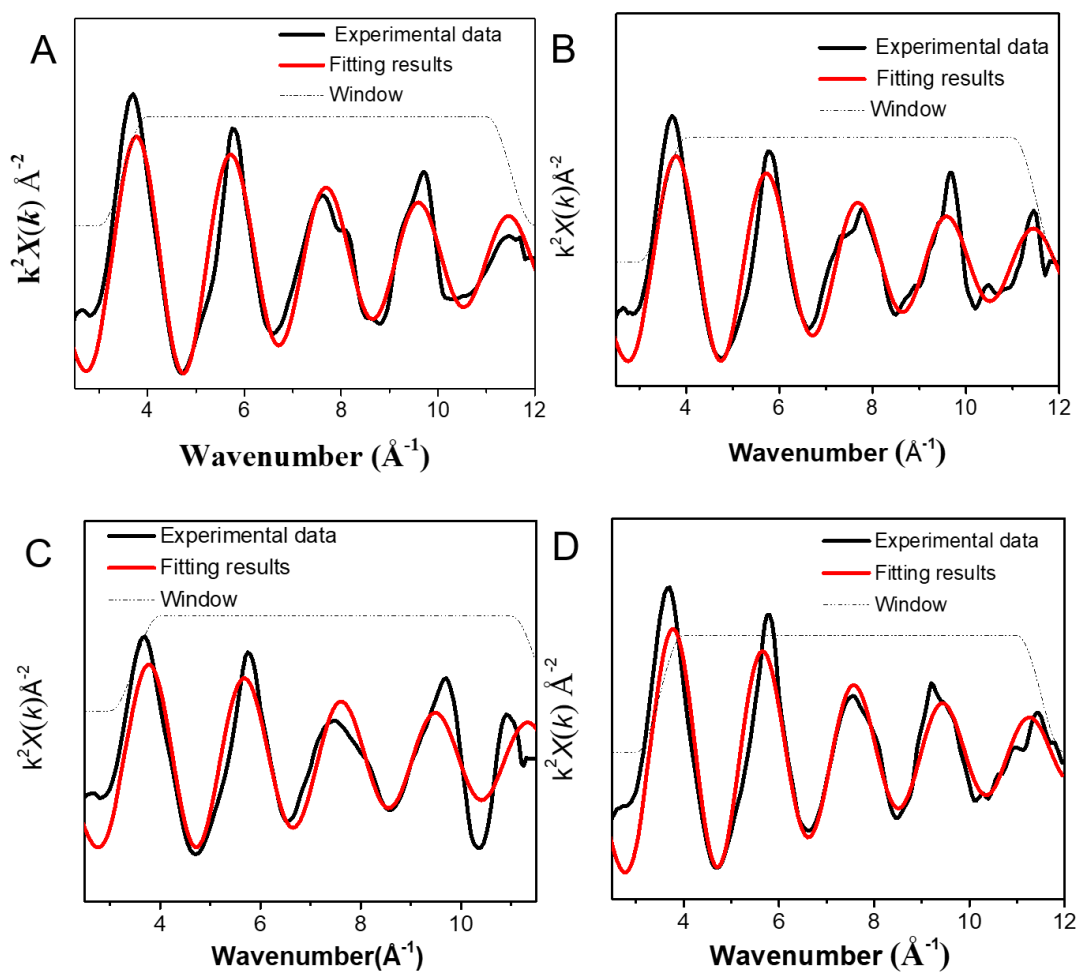 A
Experimental data
Fitting results
Window
k²X(k) Å⁻²
4 6 8 10 12
Wavenumber (Å⁻¹)
B
Experimental data
Fitting results
Window
k²X(k)Å⁻²
4 6 8 10 12
Wavenumber (Å⁻¹)
C
Experimental data
Fitting results
Window
k²X(k)Å⁻²
4 6 8 10
Wavenumber(Å⁻¹)
D
Experimental data
Fitting results
Window
k²X(k) Å⁻²
4 6 8 10 12
Wavenumber (Å⁻¹)